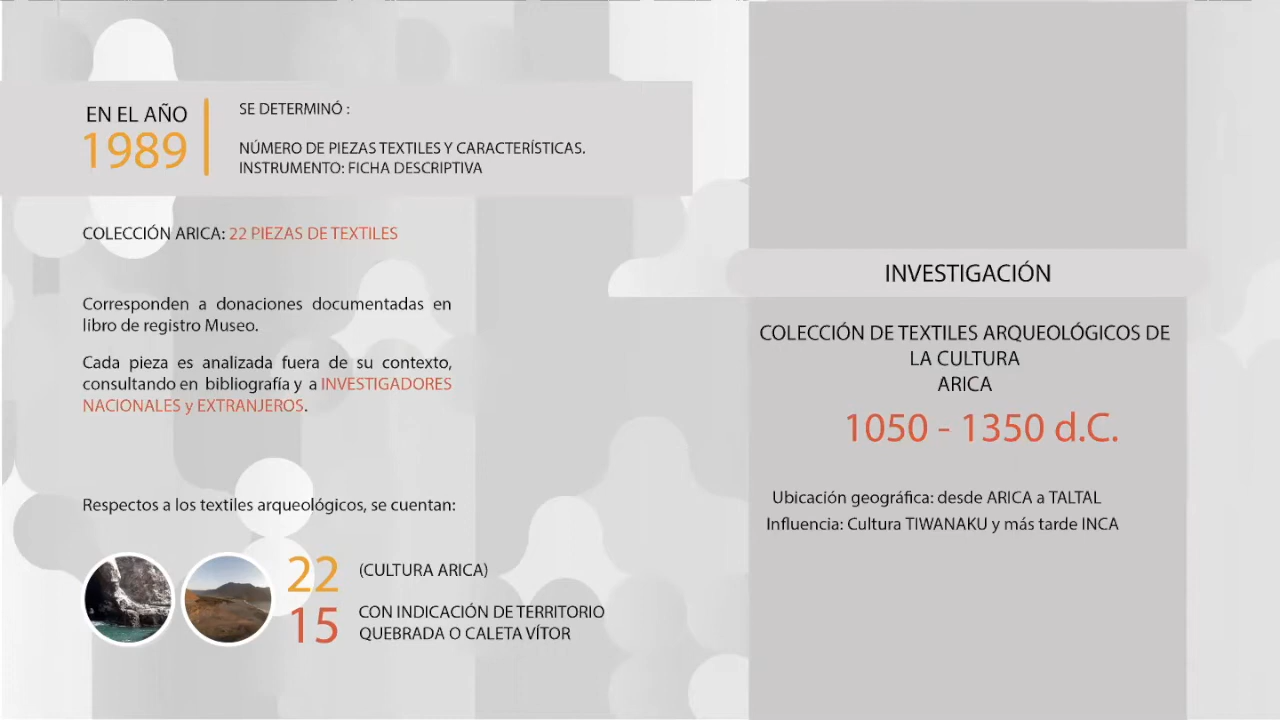 EN EL AÑO
1989
SE DETERMINÓ :
NÚMERO DE PIEZAS TEXTILES Y CARACTERÍSTICAS.
INSTRUMENTO: FICHA DESCRIPTIVA
COLECCIÓN ARICA: 22 PIEZAS DE TEXTILES
Corresponden a donaciones documentadas en
libro de registro Museo.
Cada pieza es analizada fuera de su contexto,
consultando en bibliografía y a INVESTIGADORES
NACIONALES y EXTRANJEROS.
Respectos a los textiles arqueológicos, se cuentan:
22 (CULTURA ARICA)
15 CON INDICACIÓN DE TERRITORIO
QUEBRADA O CALETA VÍTOR
INVESTIGACIÓN
COLECCIÓN DE TEXTILES ARQUEOLÓGICOS DE
LA CULTURA
ARICA
1050 - 1350 d.C.
Ubicación geográfica: desde ARICA a TALTAL
Influencia: Cultura TIWANAKU y más tarde INCA